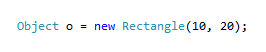 Object o = new Rectangle(10, 20);